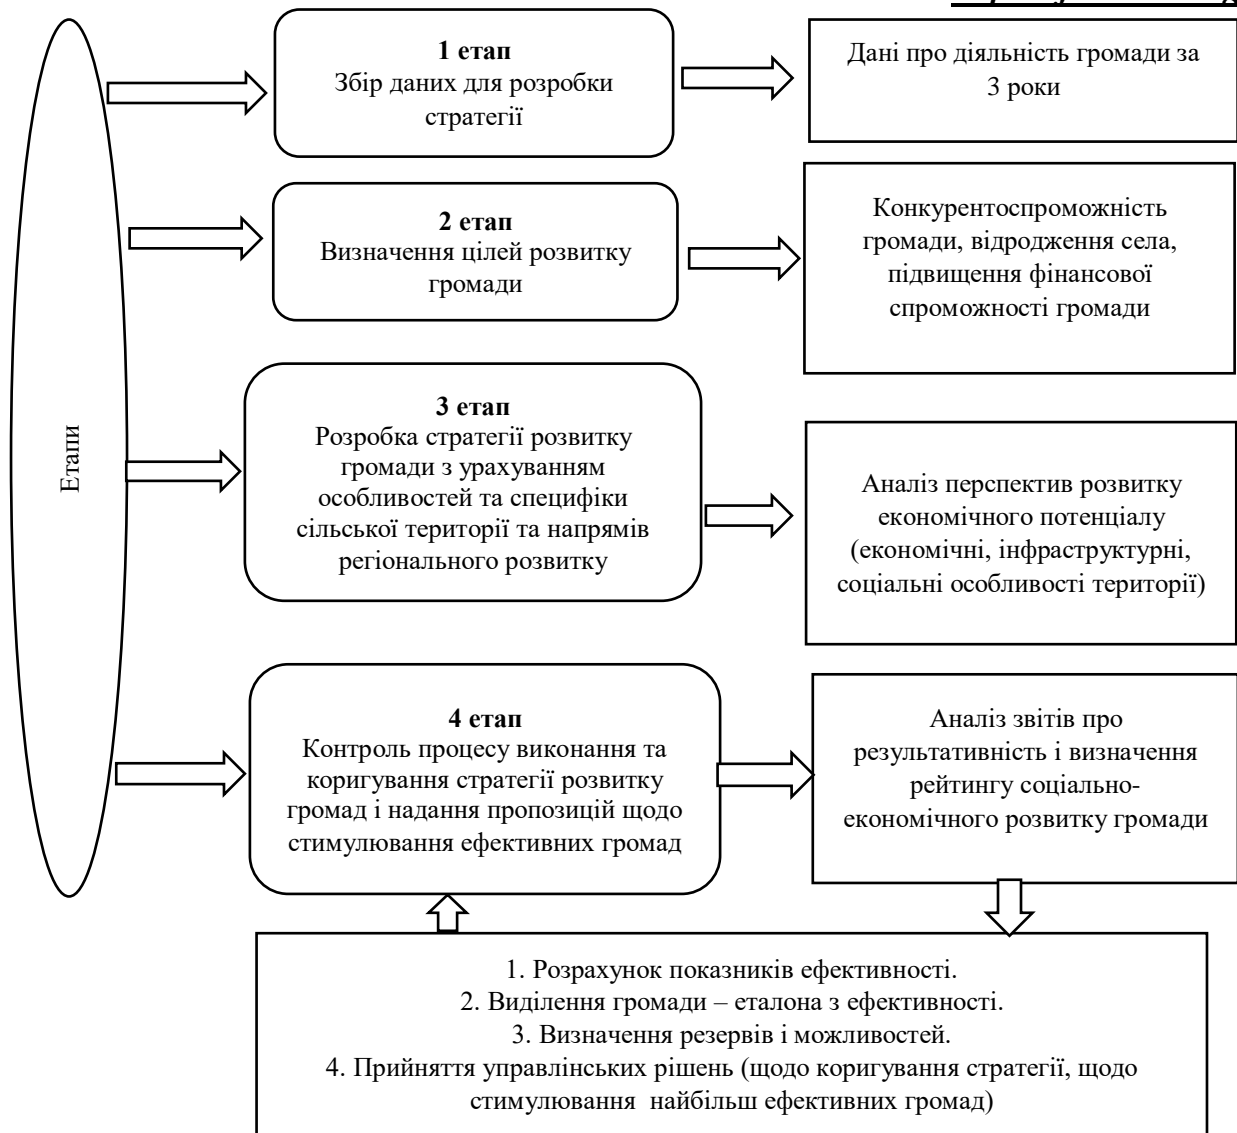 Етапи
1 етап
Збір даних для розробки
стратегії
Дані про діяльність громади за
3 роки
2 етап
Визначення цілей розвитку
громади
Конкурентоспроможність
громади, відродження села,
підвищення фінансової
спроможності громади
3 етап
Розробка стратегії розвитку
громади з урахуванням
особливостей та специфіки
сільської території та напрямів
регіонального розвитку
Аналіз перспектив розвитку
економічного потенціалу
(економічні, інфраструктурні,
соціальні особливості території)
4 етап
Контроль процесу виконання та
коригування стратегії розвитку
громад і надання пропозицій щодо
стимулювання ефективних громад
Аналіз звітів про
результативність і визначення
рейтингу соціально-
економічного розвитку громади
1. Розрахунок показників ефективності.
2. Виділення громади – еталона з ефективності.
3. Визначення резервів і можливостей.
4. Прийняття управлінських рішень (щодо коригування стратегії, щодо
стимулювання найбільш ефективних громад)